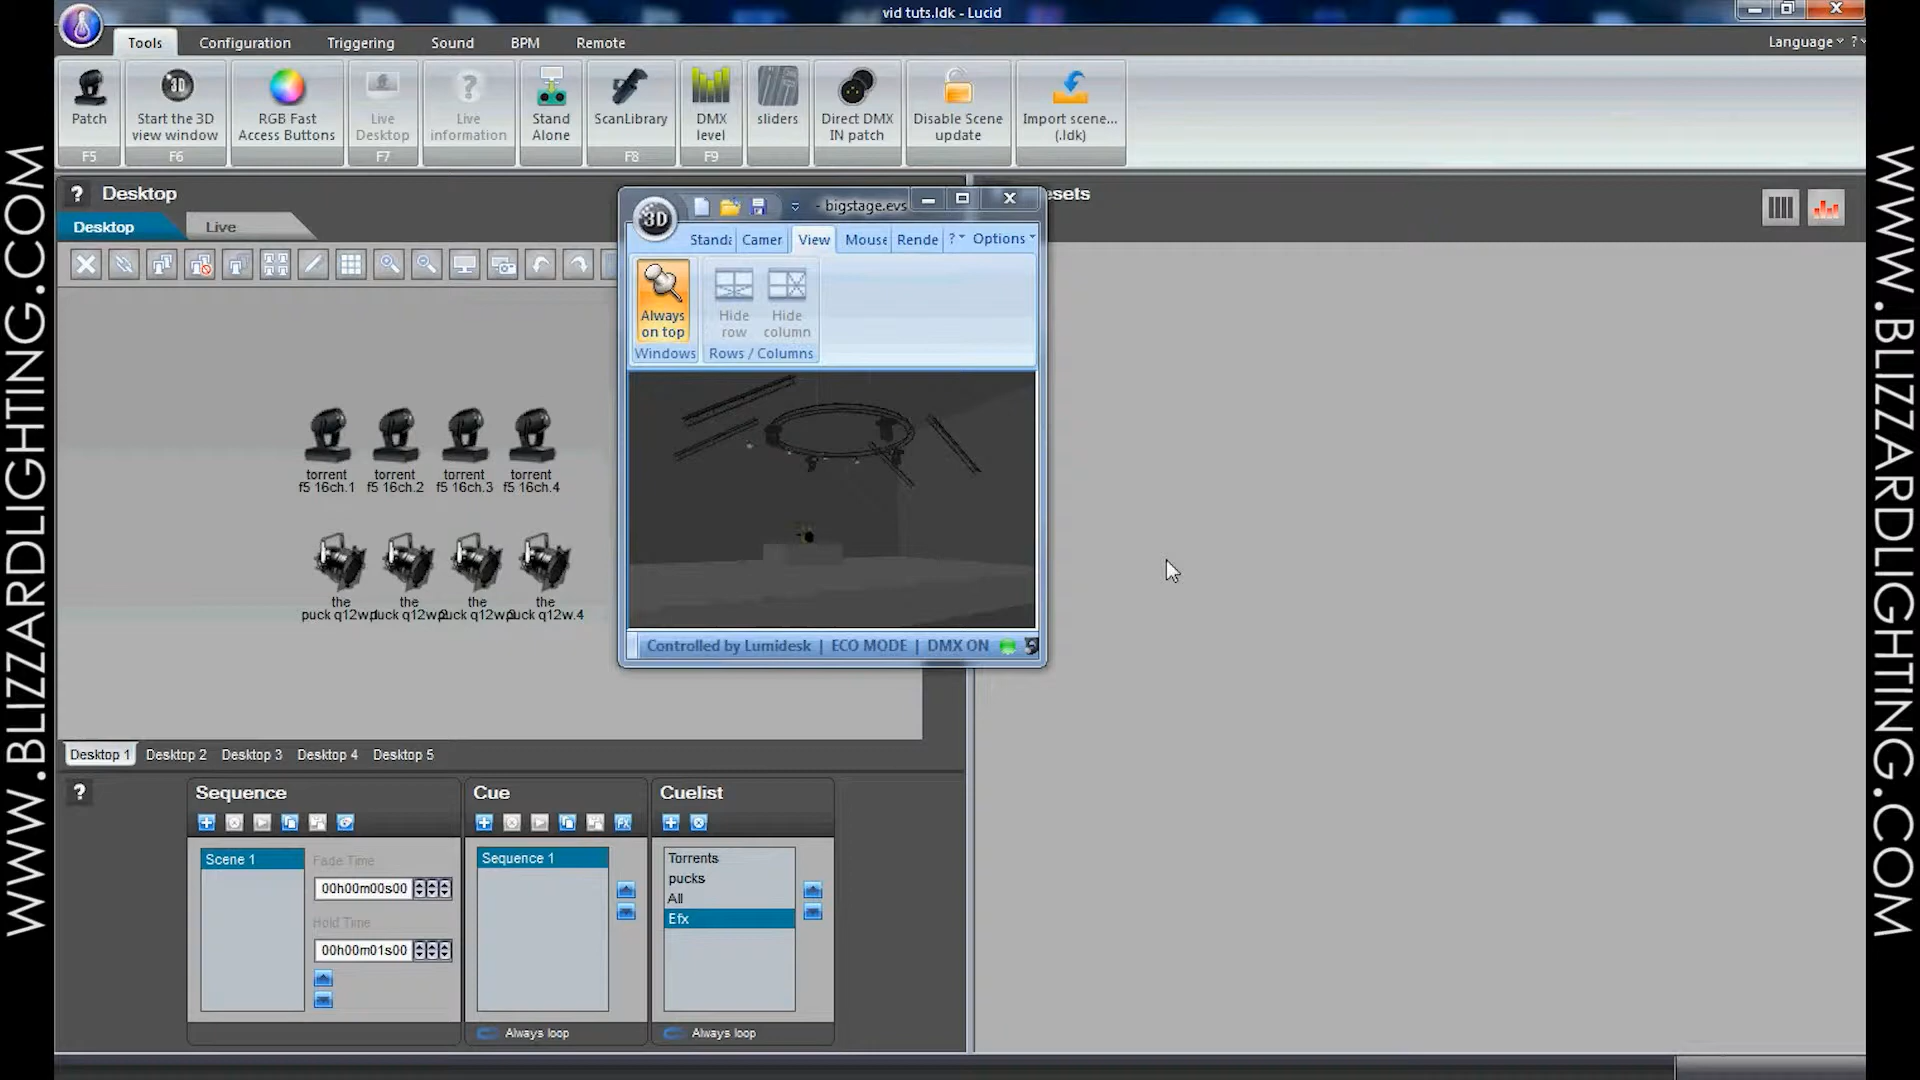 vid tuts.ldk - Lucid
Tools Configuration Triggering Sound BPM Remote Language ?
Patch
F5
Start the 3D
view window
F6
RGB Fast
Access Buttons
Live
Desktop
F7
Live
information
Stand
Alone
ScanLibrary
F8
DMX
level
F9
sliders
Direct DMX
IN patch
Disable Scene
update
Import scene...
(.ldk)
? Desktop
Desktop Live
esets
3D
- bigstage.evs
Standa Camer View Mouse Rende ? Options
Always
on top
Windows
Hide
row
Hide
column
Rows / Columns
Controlled by Lumidesk | ECO MODE | DMX ON
torrent
f5 16ch.1
torrent
f5 16ch.2
torrent
f5 16ch.3
torrent
f5 16ch.4
the
puck q12w.1
the
puck q12w.2
the
puck q12w.3
the
puck q12w.4
Desktop 1 Desktop 2 Desktop 3 Desktop 4 Desktop 5
?
Sequence
Scene 1
Fade Time
00h00m00s00
Hold Time
00h00m01s00
Cue
FX
Sequence 1
Always loop
Cuelist
Torrents
pucks
All
Efx
Always loop
WWW.BLIZZARDLIGHTING.COM
WWW.BLIZZARDLIGHTING.COM